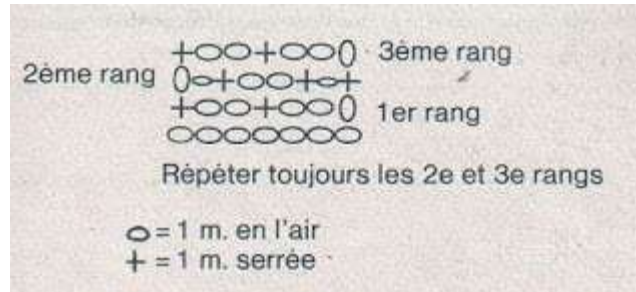 3ème rang
2ème rang
1er rang
Répéter toujours les 2e et 3e rangs
= 1 m. en l'air
+ = 1 m. serrée